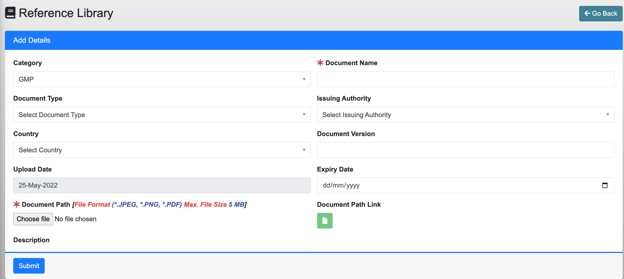 Reference Library
Go Back
Add Details
Category
* Document Name
GMP
Document Type
Issuing Authority
Select Document Type
Select Issuing Authority
Country
Document Version
Select Country
Upload Date
Expiry Date
25-May-2022
dd/mm/yyyy
* Document Path [File Format (*.JPEG, *.PNG, *.PDF) Max. File Size 5 MB]
Document Path Link
Choose file No file chosen
Description
Submit